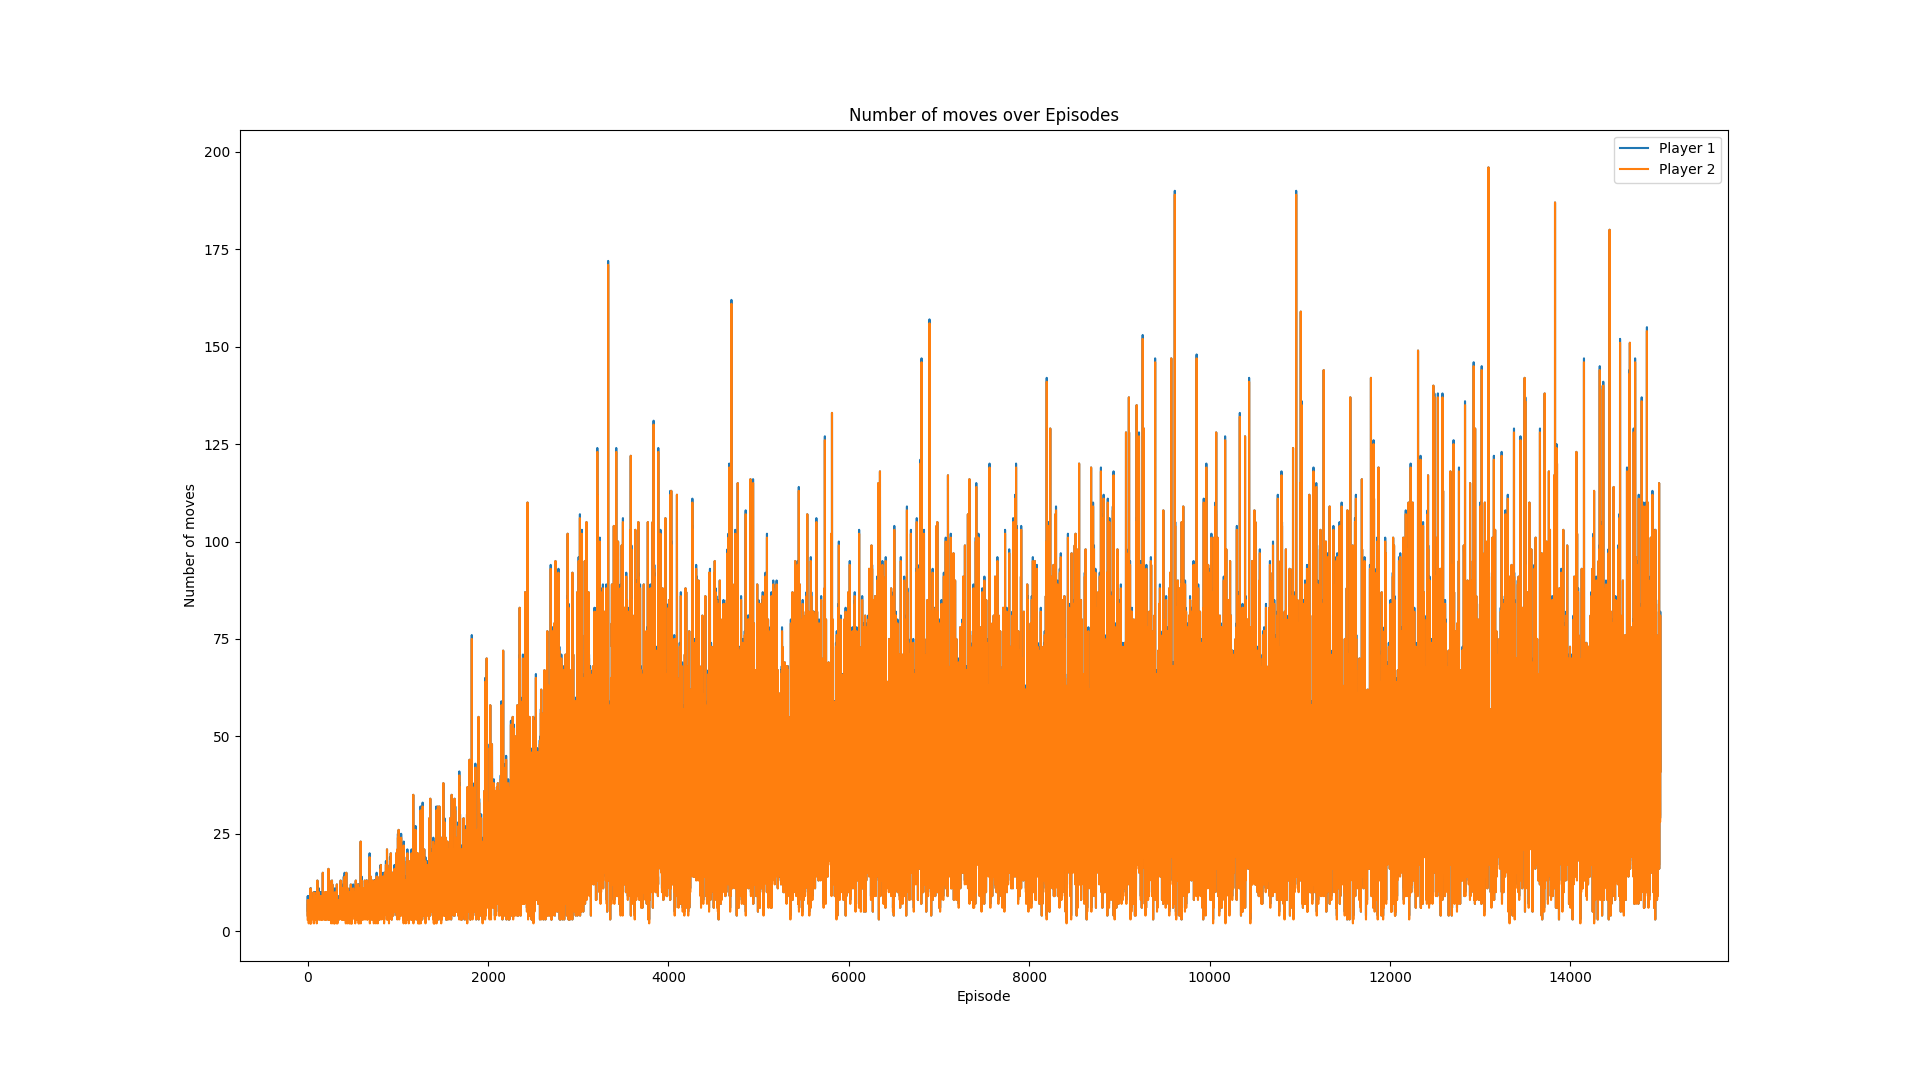 Number of moves over Episodes
Player 1
Player 2
200
175
150
125
100
75
50
25
0
Number of moves
0 2000 4000 6000 8000 10000 12000 14000
Episode